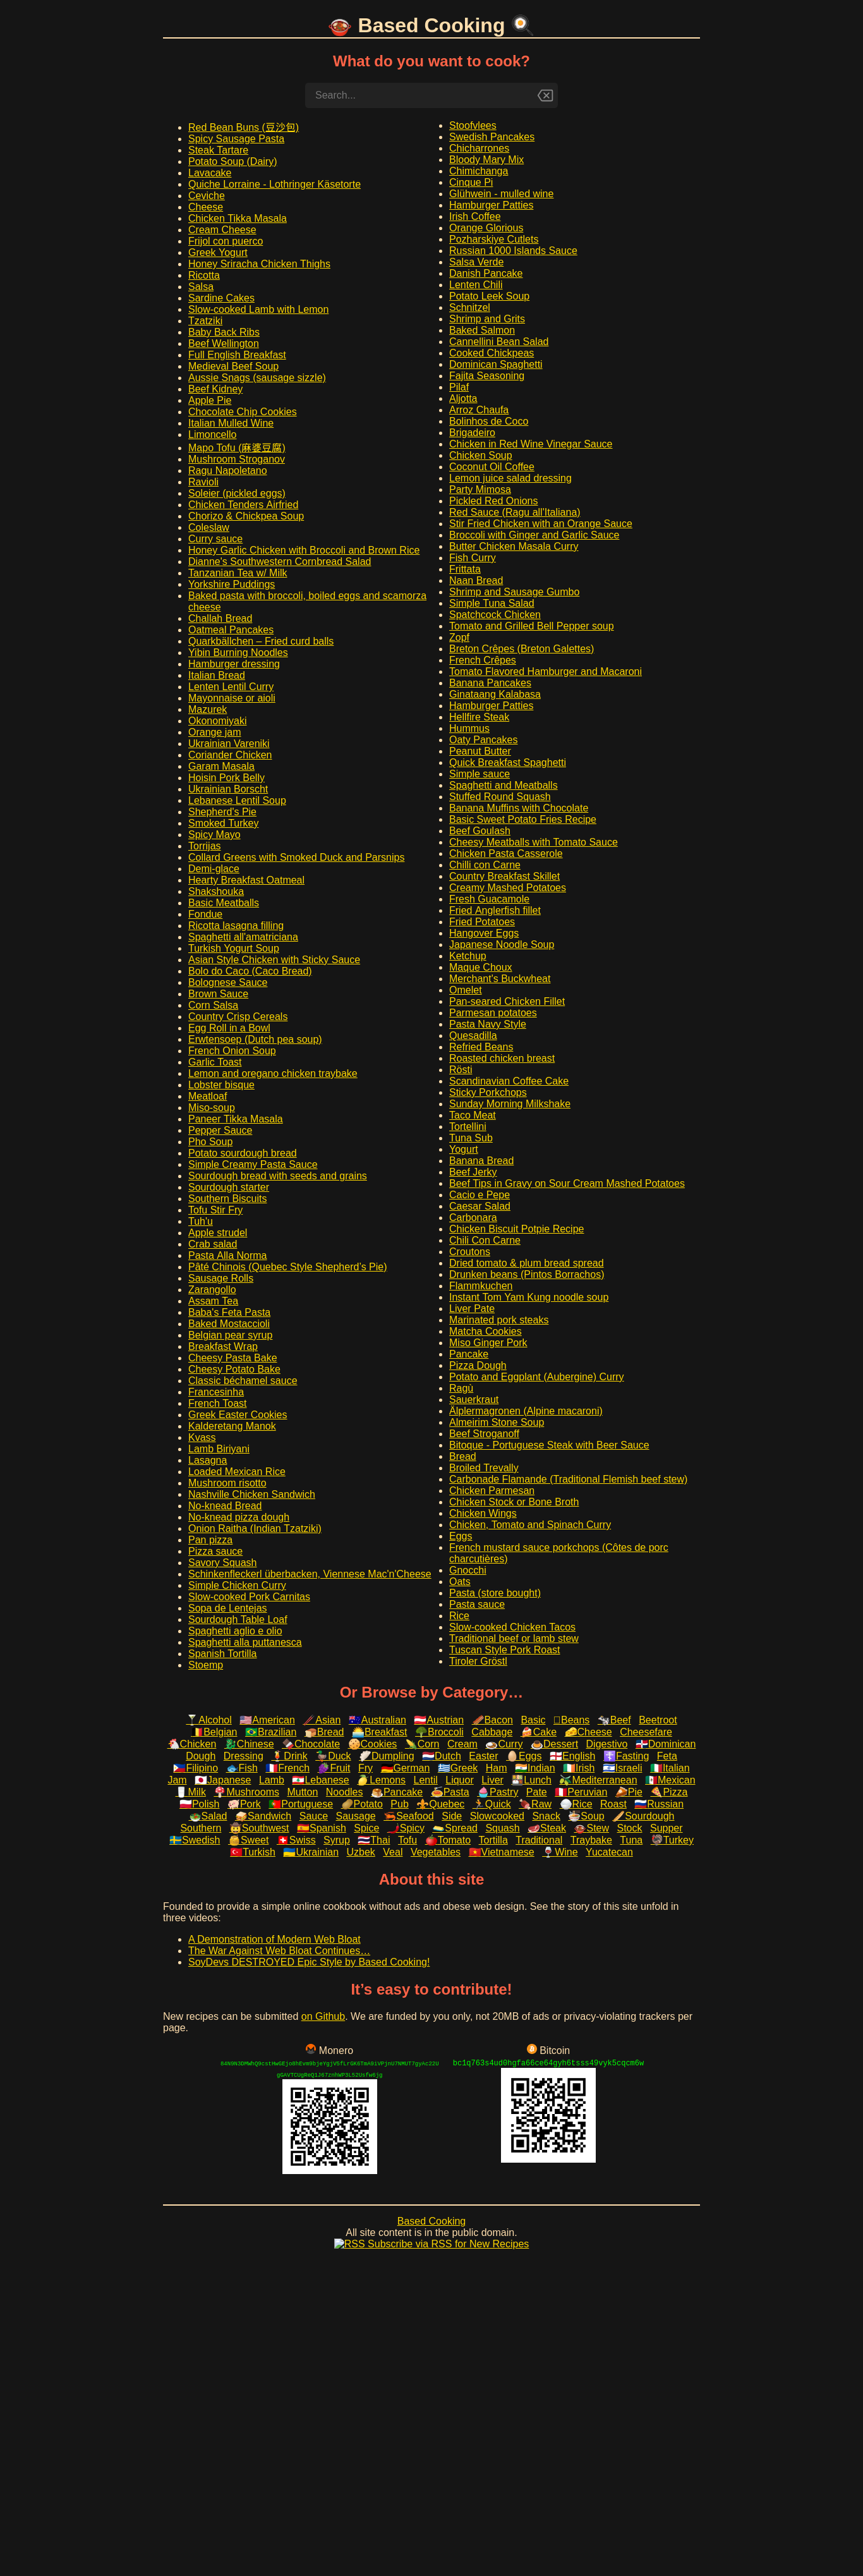 Based Cooking
What do you want to cook?
Search...
Red Bean Buns (豆沙包)
Spicy Sausage Pasta
Steak Tartare
Potato Soup (Dairy)
Lavacake
Quiche Lorraine - Lothringer Käsetorte
Ceviche
Cheese
Chicken Tikka Masala
Cream Cheese
Frijol con puerco
Greek Yogurt
Honey Sriracha Chicken Thighs
Ricotta
Salsa
Sardine Cakes
Slow-cooked Lamb with Lemon
Tzatziki
Baby Back Ribs
Beef Wellington
Full English Breakfast
Medieval Beef Soup
Aussie Snags (sausage sizzle)
Beef Kidney
Apple Pie
Chocolate Chip Cookies
Italian Mulled Wine
Limoncello
Mapo Tofu (麻婆豆腐)
Mushroom Stroganov
Ragu Napoletano
Ravioli
Soleier (pickled eggs)
Chicken Tenders Airfried
Chorizo & Chickpea Soup
Coleslaw
Curry sauce
Honey Garlic Chicken with Broccoli and Brown Rice
Dianne's Southwestern Cornbread Salad
Tanzanian Tea w/ Milk
Yorkshire Puddings
Baked pasta with broccoli, boiled eggs and scamorza
cheese
Challah Bread
Oatmeal Pancakes
Quarkbällchen – Fried curd balls
Yibin Burning Noodles
Hamburger dressing
Italian Bread
Lenten Lentil Curry
Mayonnaise or aioli
Mazurek
Okonomiyaki
Orange jam
Ukrainian Vareniki
Coriander Chicken
Garam Masala
Hoisin Pork Belly
Ukrainian Borscht
Lebanese Lentil Soup
Shepherd's Pie
Smoked Turkey
Spicy Mayo
Torrijas
Collard Greens with Smoked Duck and Parsnips
Demi-glace
Hearty Breakfast Oatmeal
Shakshouka
Basic Meatballs
Fondue
Ricotta lasagna filling
Spaghetti all'amatriciana
Turkish Yogurt Soup
Asian Style Chicken with Sticky Sauce
Bolo do Caco (Caco Bread)
Bolognese Sauce
Brown Sauce
Corn Salsa
Country Crisp Cereals
Egg Roll in a Bowl
Erwtensoep (Dutch pea soup)
French Onion Soup
Garlic Toast
Lemon and oregano chicken traybake
Lobster bisque
Meatloaf
Miso-soup
Paneer Tikka Masala
Pepper Sauce
Pho Soup
Potato sourdough bread
Simple Creamy Pasta Sauce
Sourdough bread with seeds and grains
Sourdough starter
Southern Biscuits
Tofu Stir Fry
Tuh'u
Apple strudel
Crab salad
Pasta Alla Norma
Pâté Chinois (Quebec Style Shepherd's Pie)
Sausage Rolls
Zarangollo
Assam Tea
Baba's Feta Pasta
Baked Mostaccioli
Belgian pear syrup
Breakfast Wrap
Cheesy Pasta Bake
Cheesy Potato Bake
Classic béchamel sauce
Francesinha
French Toast
Greek Easter Cookies
Kalderetang Manok
Kvass
Lamb Biriyani
Lasagna
Loaded Mexican Rice
Mushroom risotto
Nashville Chicken Sandwich
No-knead Bread
No-knead pizza dough
Onion Raitha (Indian Tzatziki)
Pan pizza
Pizza sauce
Savory Squash
Schinkenfleckerl überbacken, Viennese Mac'n'Cheese
Simple Chicken Curry
Slow-cooked Pork Carnitas
Sopa de Lentejas
Sourdough Table Loaf
Spaghetti aglio e olio
Spaghetti alla puttanesca
Spanish Tortilla
Stoemp
Stoofvlees
Swedish Pancakes
Chicharrones
Bloody Mary Mix
Chimichanga
Cinque Pi
Glühwein - mulled wine
Hamburger Patties
Irish Coffee
Orange Glorious
Pozharskiye Cutlets
Russian 1000 Islands Sauce
Salsa Verde
Danish Pancake
Lenten Chili
Potato Leek Soup
Schnitzel
Shrimp and Grits
Baked Salmon
Cannellini Bean Salad
Cooked Chickpeas
Dominican Spaghetti
Fajita Seasoning
Pilaf
Aljotta
Arroz Chaufa
Bolinhos de Coco
Brigadeiro
Chicken in Red Wine Vinegar Sauce
Chicken Soup
Coconut Oil Coffee
Lemon juice salad dressing
Party Mimosa
Pickled Red Onions
Red Sauce (Ragu all'Italiana)
Stir Fried Chicken with an Orange Sauce
Broccoli with Ginger and Garlic Sauce
Butter Chicken Masala Curry
Fish Curry
Frittata
Naan Bread
Shrimp and Sausage Gumbo
Simple Tuna Salad
Spatchcock Chicken
Tomato and Grilled Bell Pepper soup
Zopf
Breton Crêpes (Breton Galettes)
French Crêpes
Tomato Flavored Hamburger and Macaroni
Banana Pancakes
Ginataang Kalabasa
Hamburger Patties
Hellfire Steak
Hummus
Oaty Pancakes
Peanut Butter
Quick Breakfast Spaghetti
Simple sauce
Spaghetti and Meatballs
Stuffed Round Squash
Banana Muffins with Chocolate
Basic Sweet Potato Fries Recipe
Beef Goulash
Cheesy Meatballs with Tomato Sauce
Chicken Pasta Casserole
Chilli con Carne
Country Breakfast Skillet
Creamy Mashed Potatoes
Fresh Guacamole
Fried Anglerfish fillet
Fried Potatoes
Hangover Eggs
Japanese Noodle Soup
Ketchup
Maque Choux
Merchant's Buckwheat
Omelet
Pan-seared Chicken Fillet
Parmesan potatoes
Pasta Navy Style
Quesadilla
Refried Beans
Roasted chicken breast
Rösti
Scandinavian Coffee Cake
Sticky Porkchops
Sunday Morning Milkshake
Taco Meat
Tortellini
Tuna Sub
Yogurt
Banana Bread
Beef Jerky
Beef Tips in Gravy on Sour Cream Mashed Potatoes
Cacio e Pepe
Caesar Salad
Carbonara
Chicken Biscuit Potpie Recipe
Chili Con Carne
Croutons
Dried tomato & plum bread spread
Drunken beans (Pintos Borrachos)
Flammkuchen
Instant Tom Yam Kung noodle soup
Liver Pate
Marinated pork steaks
Matcha Cookies
Miso Ginger Pork
Pancake
Pizza Dough
Potato and Eggplant (Aubergine) Curry
Ragù
Sauerkraut
Älplermagronen (Alpine macaroni)
Almeirim Stone Soup
Beef Stroganoff
Bitoque - Portuguese Steak with Beer Sauce
Bread
Broiled Trevally
Carbonade Flamande (Traditional Flemish beef stew)
Chicken Parmesan
Chicken Stock or Bone Broth
Chicken Wings
Chicken, Tomato and Spinach Curry
Eggs
French mustard sauce porkchops (Côtes de porc
charcutières)
Gnocchi
Oats
Pasta (store bought)
Pasta sauce
Rice
Slow-cooked Chicken Tacos
Traditional beef or lamb stew
Tuscan Style Pork Roast
Tiroler Gröstl
Or Browse by Category…
Alcohol American Asian Australian Austrian Bacon Basic Beans Beef Beetroot
Belgian Brazilian Bread Breakfast Broccoli Cabbage Cake Cheese Cheesefare
Chicken Chinese Chocolate Cookies Corn Cream Curry Dessert Digestivo Dominican
Dough Dressing Drink Duck Dumpling Dutch Easter Eggs English Fasting Feta
Filipino Fish French Fruit Fry German Greek Ham Indian Irish Israeli Italian
Jam Japanese Lamb Lebanese Lemons Lentil Liquor Liver Lunch Mediterranean Mexican
Milk Mushrooms Mutton Noodles Pancake Pasta Pastry Pate Peruvian Pie Pizza
Polish Pork Portuguese Potato Pub Quebec Quick Raw Rice Roast Russian
Salad Sandwich Sauce Sausage Seafood Side Slowcooked Snack Soup Sourdough
Southern Southwest Spanish Spice Spicy Spread Squash Steak Stew Stock Supper
Swedish Sweet Swiss Syrup Thai Tofu Tomato Tortilla Traditional Traybake Tuna Turkey
Turkish Ukrainian Uzbek Veal Vegetables Vietnamese Wine Yucatecan
About this site
Founded to provide a simple online cookbook without ads and obese web design. See the story of this site unfold in
three videos:
A Demonstration of Modern Web Bloat
The War Against Web Bloat Continues…
SoyDevs DESTROYED Epic Style by Based Cooking!
It's easy to contribute!
New recipes can be submitted on Github. We are funded by you only, not 20MB of ads or privacy-violating trackers per
page.
Monero
Bitcoin
bc1q763s4ud0hgfa66ce64gyh6tsss49vyk5cqcm6w
Based Cooking
All site content is in the public domain.
RSS Subscribe via RSS for New Recipes